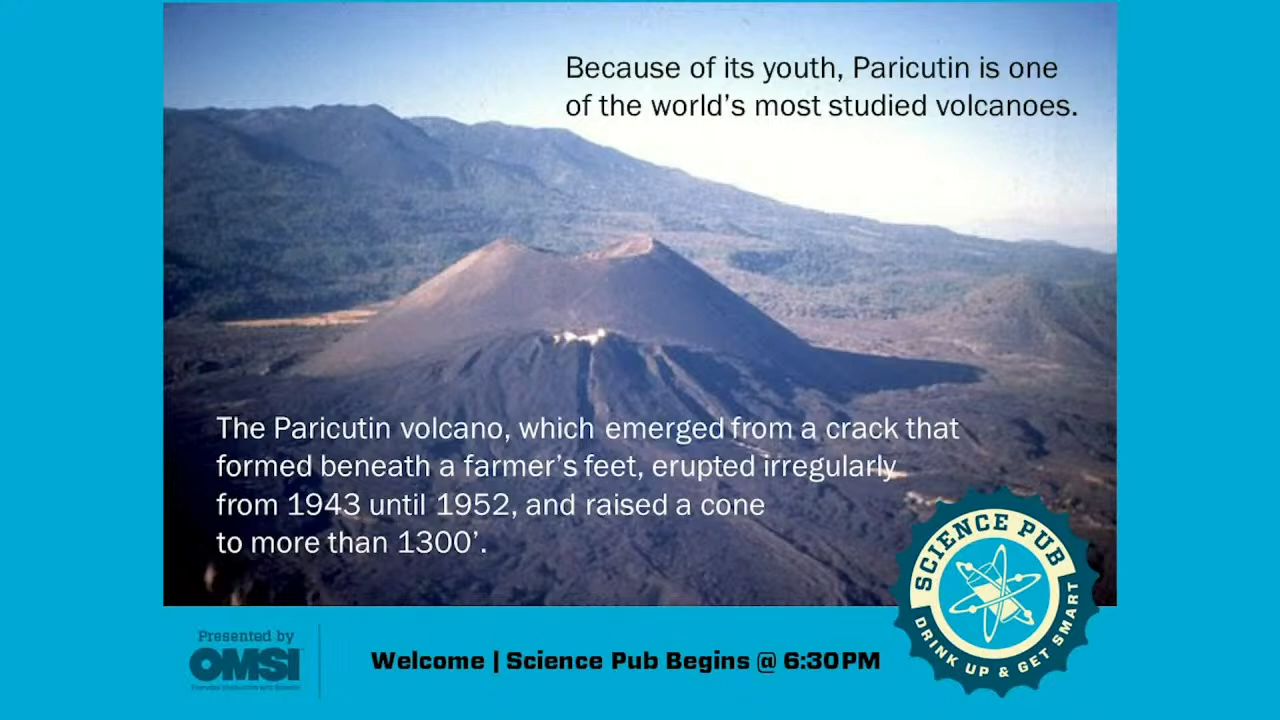 Because of its youth, Paricutin is one
of the world's most studied volcanoes.
The Paricutin volcano, which emerged from a crack that
formed beneath a farmer's feet, erupted irregularly
from 1943 until 1952, and raised a cone
to more than 1300'.
SCIENCE PUB
DRINK UP & GET SMART
Presented by
OMSI
Welcome | Science Pub Begins @ 6:30PM